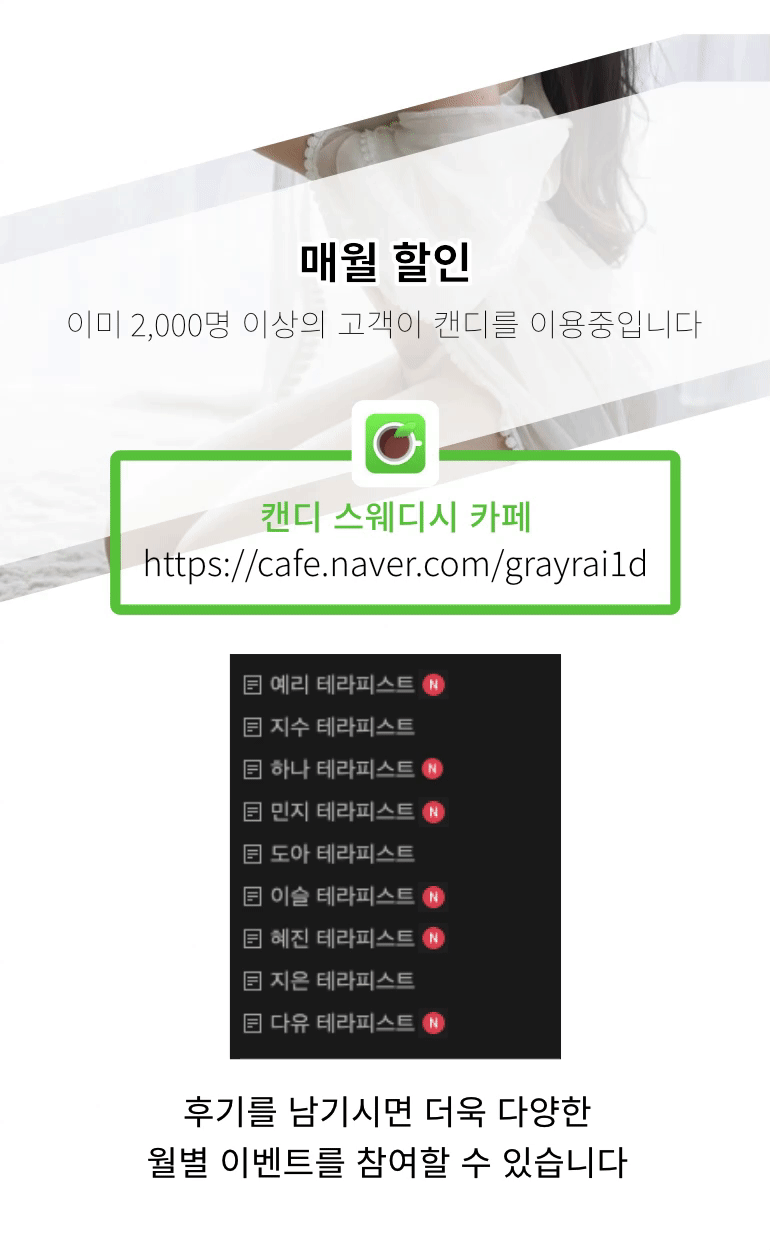 매월 할인
이미 2,000명 이상의 고객이 캔디를 이용중입니다
캔디 스웨디시 카페
https://cafe.naver.com/grayrai1d
예리 테라피스트 N
지수 테라피스트
하나 테라피스트 N
민지 테라피스트 N
도아 테라피스트
이슬 테라피스트 N
혜진 테라피스트 N
지은 테라피스트
다유 테라피스트 N
후기를 남기시면 더욱 다양한
월별 이벤트를 참여할 수 있습니다